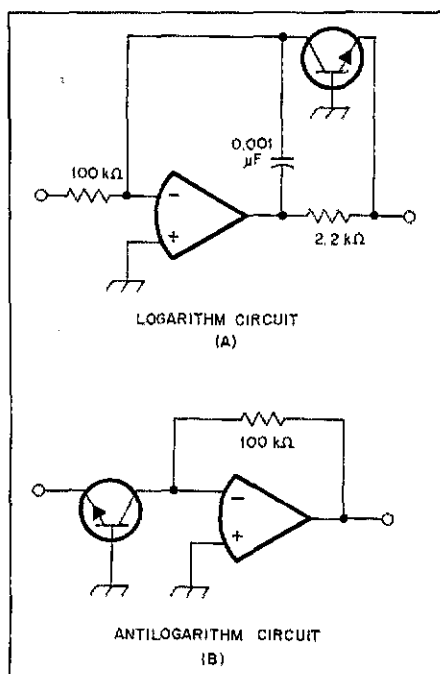 0.001
μF
100 kΩ
−
+
2.2 kΩ
LOGARITHM CIRCUIT
(A)
100 kΩ
−
+
ANTILOGARITHM CIRCUIT
(B)